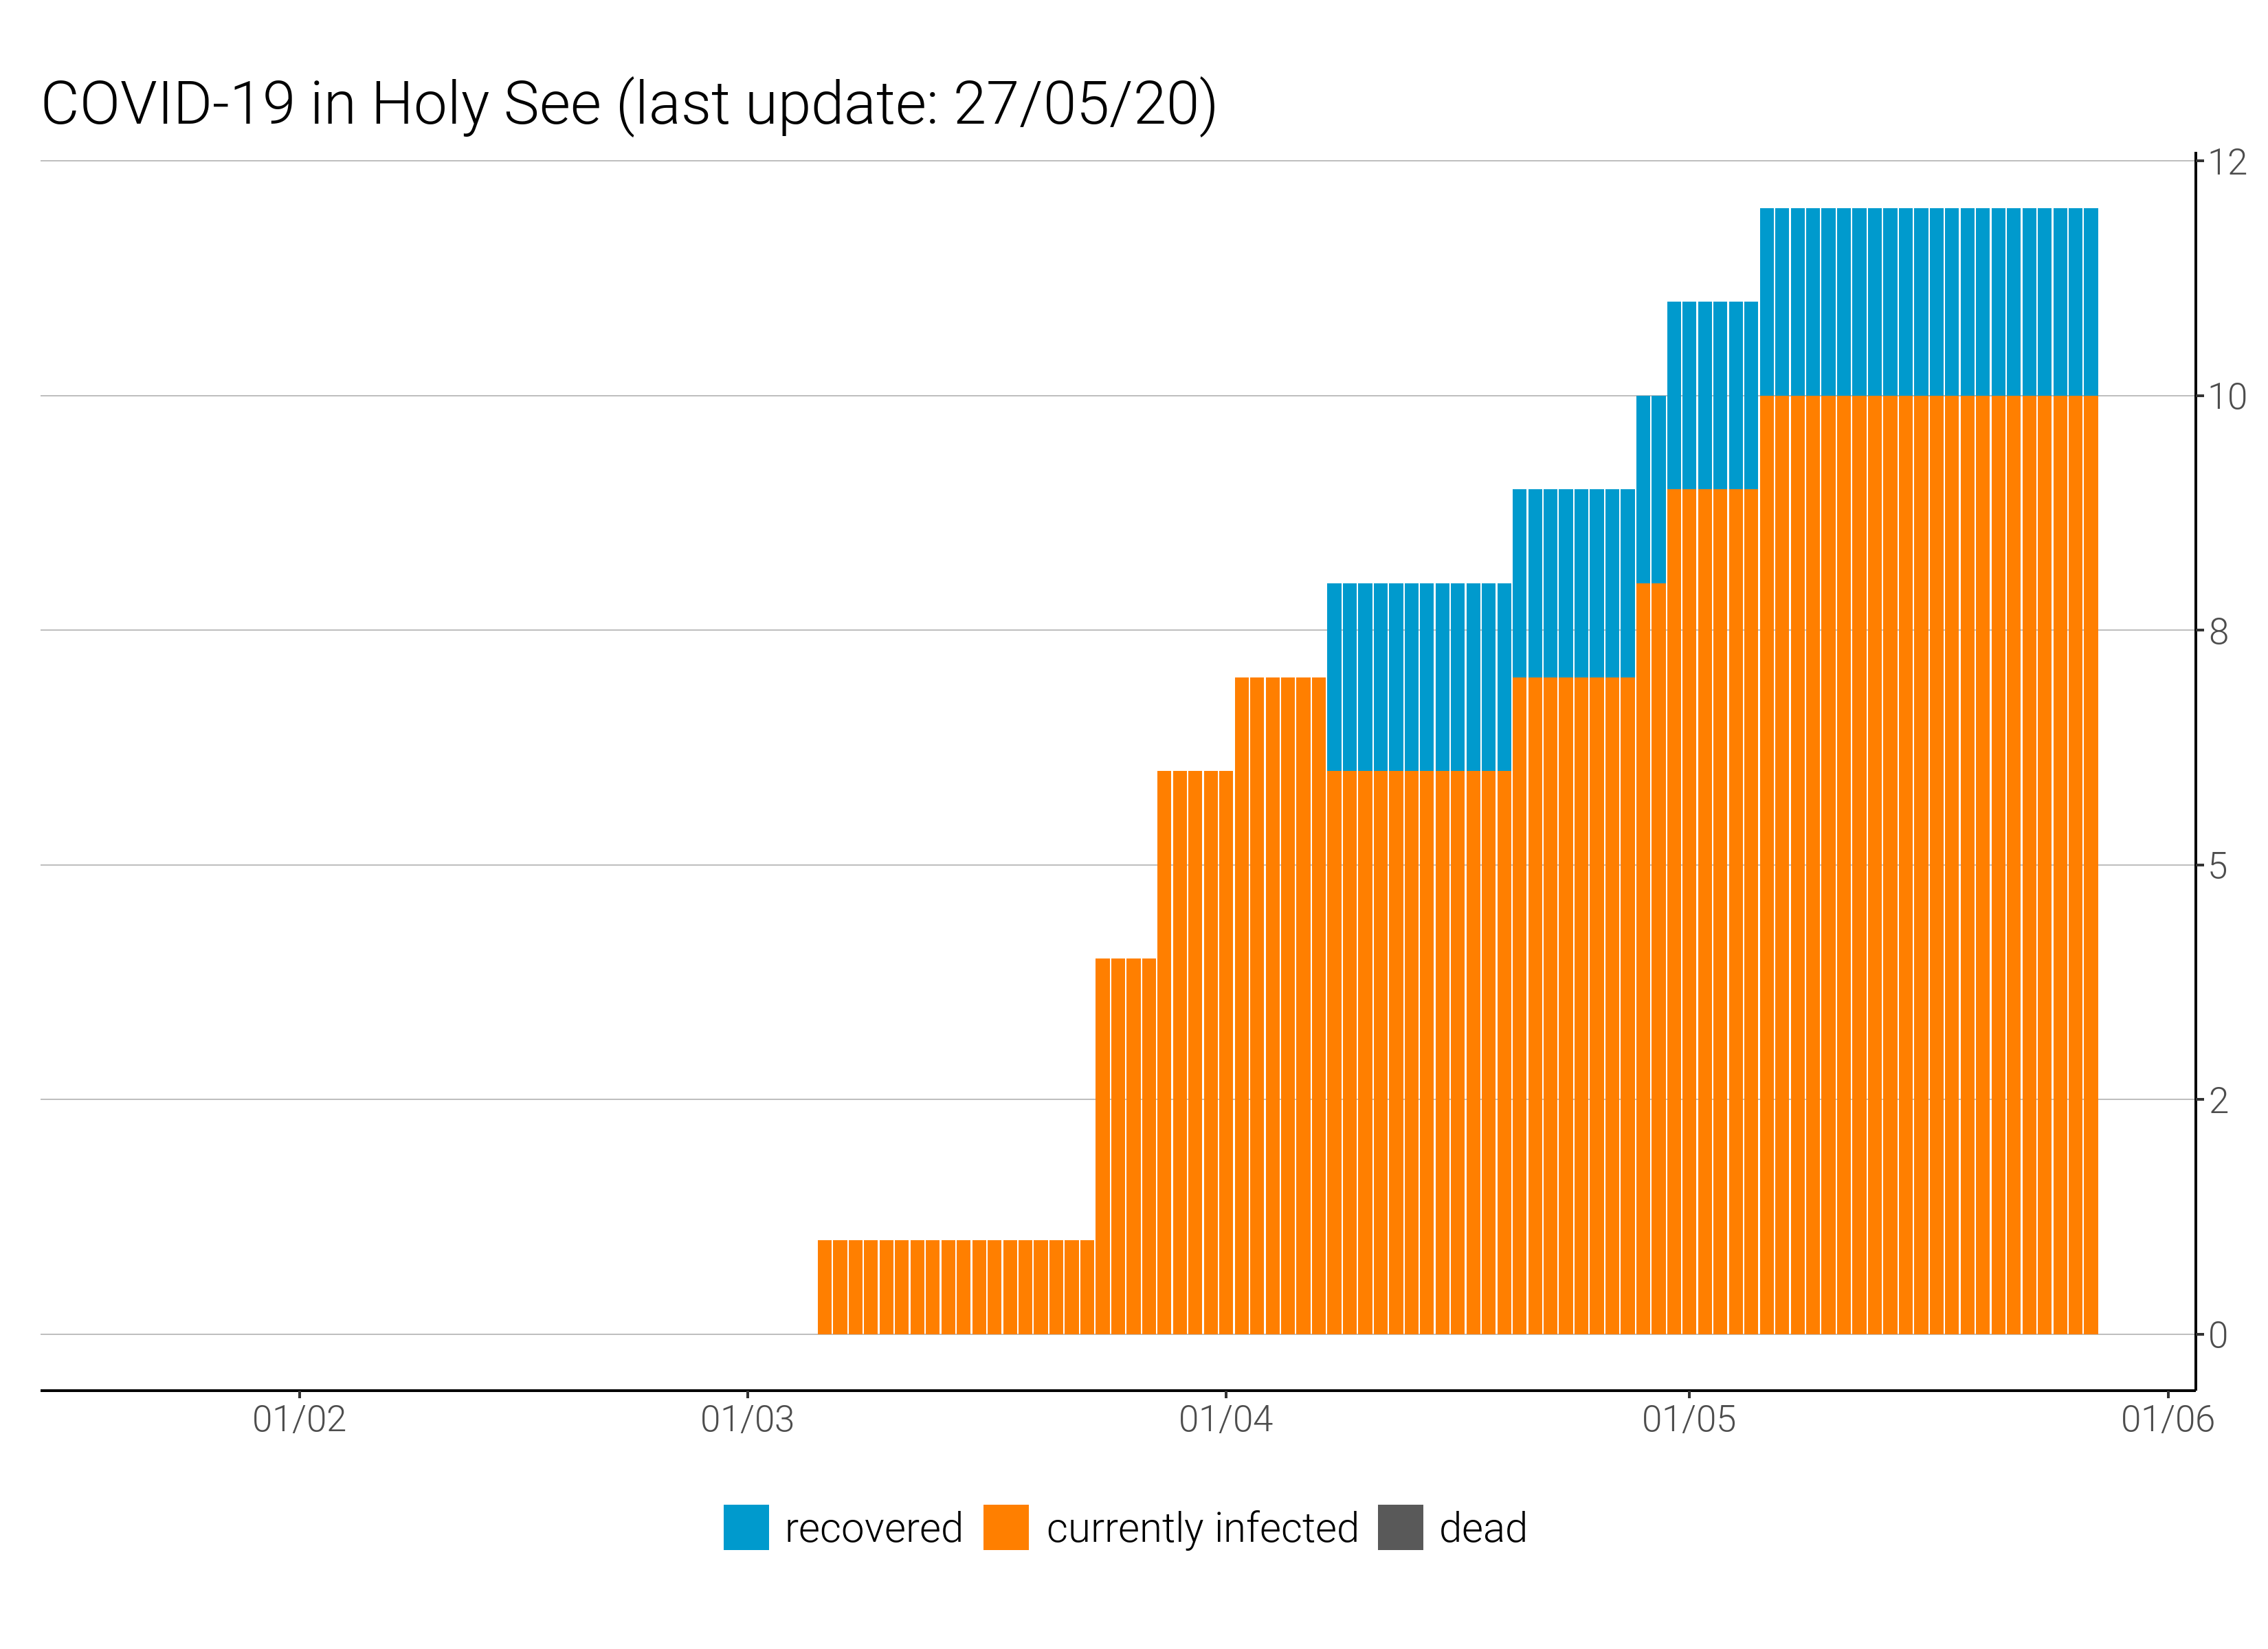 COVID-19 in Holy See (last update: 27/05/20)
12
10
8
5
2
0
01/02 01/03 01/04 01/05 01/06
recovered currently infected dead